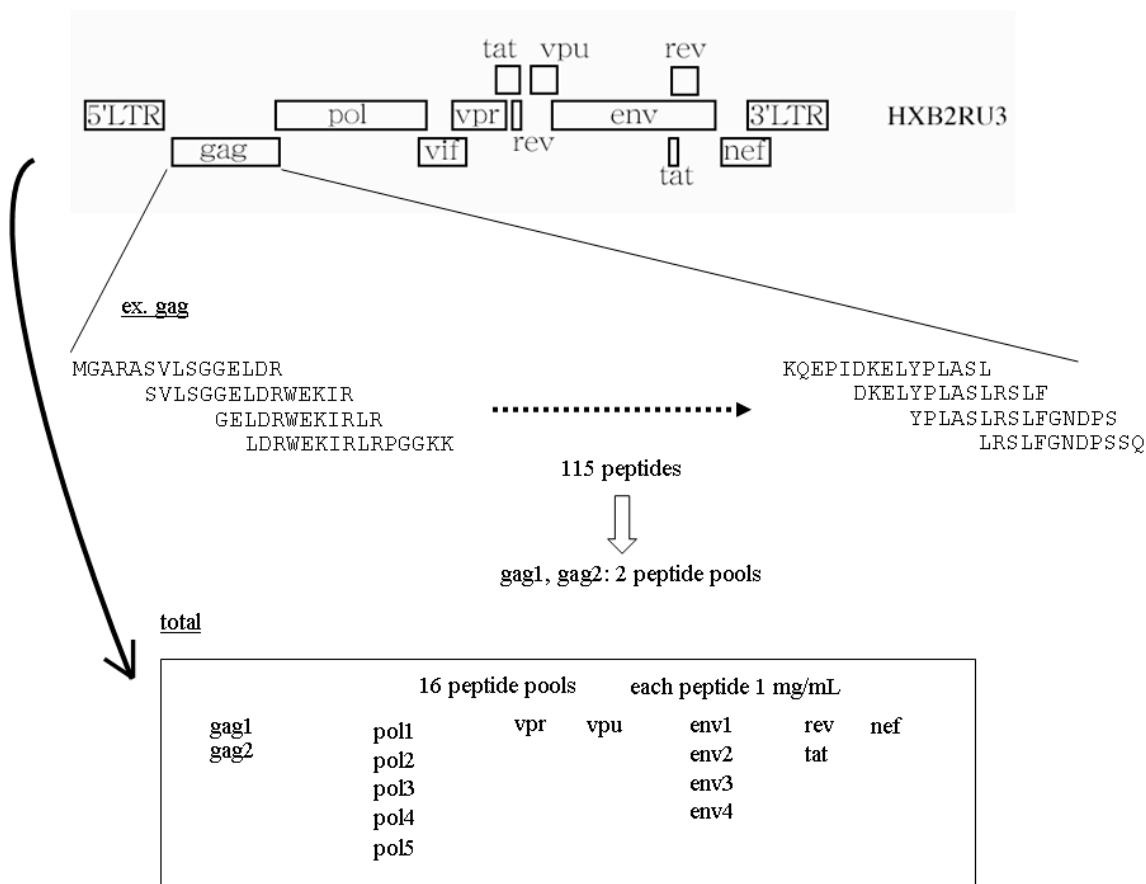 tat vpu rev
5'LTR pol vpr env 3'LTR HXB2RU3
gag vif rev tat nef
ex. gag
MGARASVLSGGELDR
SVLSGGELDRWEKIR
GELDRWEKIRLR
LDRWEKIRLRPGGKK
KQEPIDKELYPLASL
DKELYPLASLRSLF
YPLASLRSLFGNDPS
LRSLFGNDPSSQ
115 peptides
gag1, gag2: 2 peptide pools
total
16 peptide pools each peptide 1 mg/mL
gag1 pol1 vpr vpu env1 rev nef
gag2 pol2 env2 tat
pol3 env3
pol4 env4
pol5